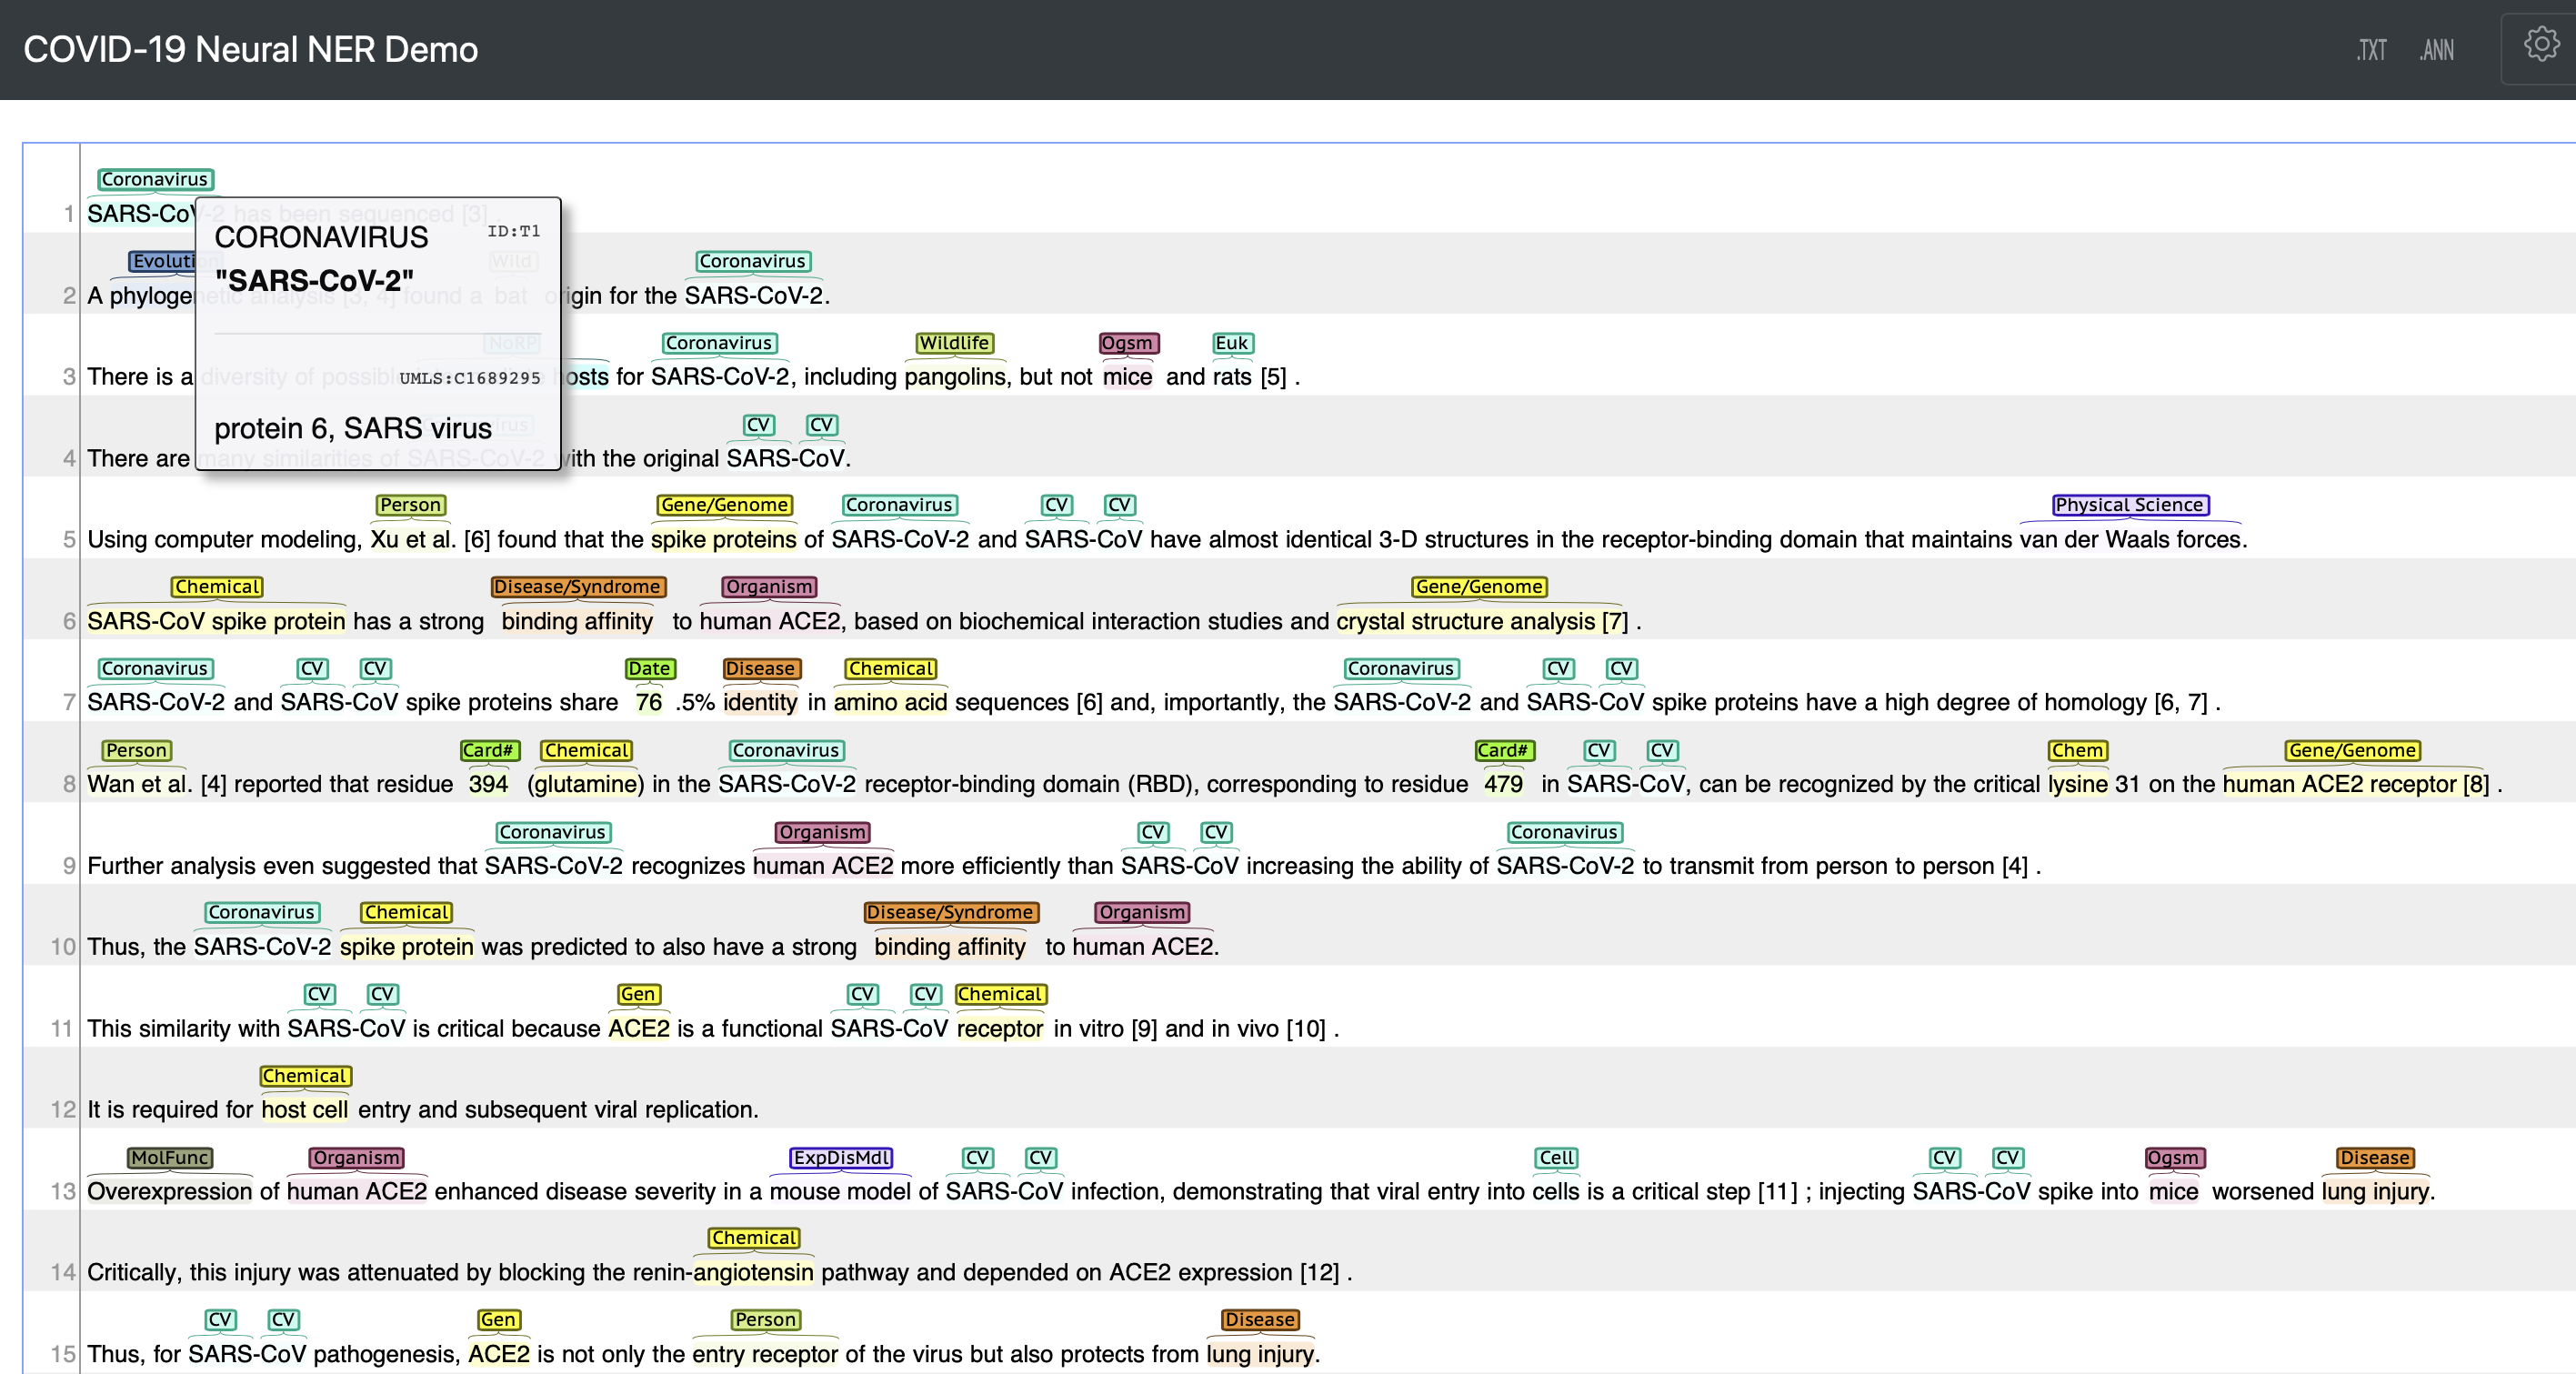 COVID-19 Neural NER Demo
.TXT .ANN
Coronavirus
1 SARS-CoV-2 has been sequenced [3] .
CORONAVIRUS ID:T1
"SARS-CoV-2"
UMLS:C1689295
protein 6, SARS virus
Evoluti Wild Coronavirus
2 A phylogenetic analysis [3, 4] found a bat origin for the SARS-CoV-2.
NoRP Coronavirus Wildlife Ogsm Euk
3 There is a diversity of possible hosts for SARS-CoV-2, including pangolins, but not mice and rats [5] .
Coronavirus CV CV
4 There are many similarities of SARS-CoV-2 with the original SARS-CoV.
Person Gene/Genome Coronavirus CV CV Physical Science
5 Using computer modeling, Xu et al. [6] found that the spike proteins of SARS-CoV-2 and SARS-CoV have almost identical 3-D structures in the receptor-binding domain that maintains van der Waals forces.
Chemical Disease/Syndrome Organism Gene/Genome
6 SARS-CoV spike protein has a strong binding affinity to human ACE2, based on biochemical interaction studies and crystal structure analysis [7] .
Coronavirus CV CV Date Disease Chemical Coronavirus CV CV
7 SARS-CoV-2 and SARS-CoV spike proteins share 76 .5% identity in amino acid sequences [6] and, importantly, the SARS-CoV-2 and SARS-CoV spike proteins have a high degree of homology [6, 7] .
Person Card# Chemical Coronavirus Card# CV CV Chem Gene/Genome
8 Wan et al. [4] reported that residue 394 (glutamine) in the SARS-CoV-2 receptor-binding domain (RBD), corresponding to residue 479 in SARS-CoV, can be recognized by the critical lysine 31 on the human ACE2 receptor [8] .
Coronavirus Organism CV CV Coronavirus
9 Further analysis even suggested that SARS-CoV-2 recognizes human ACE2 more efficiently than SARS-CoV increasing the ability of SARS-CoV-2 to transmit from person to person [4] .
Coronavirus Chemical Disease/Syndrome Organism
10 Thus, the SARS-CoV-2 spike protein was predicted to also have a strong binding affinity to human ACE2.
CV CV Gen CV CV Chemical
11 This similarity with SARS-CoV is critical because ACE2 is a functional SARS-CoV receptor in vitro [9] and in vivo [10] .
Chemical
12 It is required for host cell entry and subsequent viral replication.
MolFunc Organism ExpDisMdl CV CV Cell CV CV Ogsm Disease
13 Overexpression of human ACE2 enhanced disease severity in a mouse model of SARS-CoV infection, demonstrating that viral entry into cells is a critical step [11] ; injecting SARS-CoV spike into mice worsened lung injury.
Chemical
14 Critically, this injury was attenuated by blocking the renin-angiotensin pathway and depended on ACE2 expression [12] .
CV CV Gen Person Disease
15 Thus, for SARS-CoV pathogenesis, ACE2 is not only the entry receptor of the virus but also protects from lung injury.